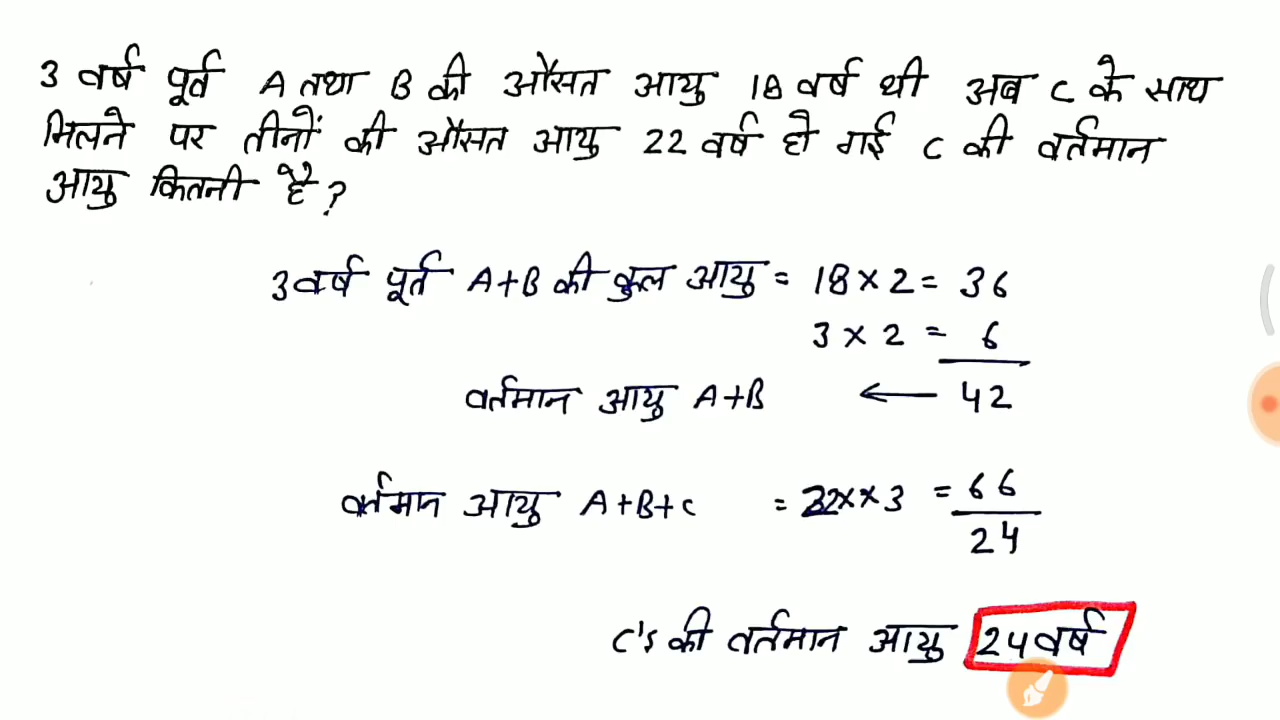 3 वर्ष पूर्व A तथा B की औसत आयु 18 वर्ष थी अब C के साथ
मिलने पर तीनों की औसत आयु 22 वर्ष हो गई C की वर्तमान
आयु कितनी है ?
3 वर्ष पूर्व A+B की कुल आयु = 18 × 2 = 36
3 × 2 = 6
वर्तमान आयु A+B ← 42
वर्तमान आयु A+B+C = 22 × × 3 = 66
24
C's की वर्तमान आयु 24 वर्ष